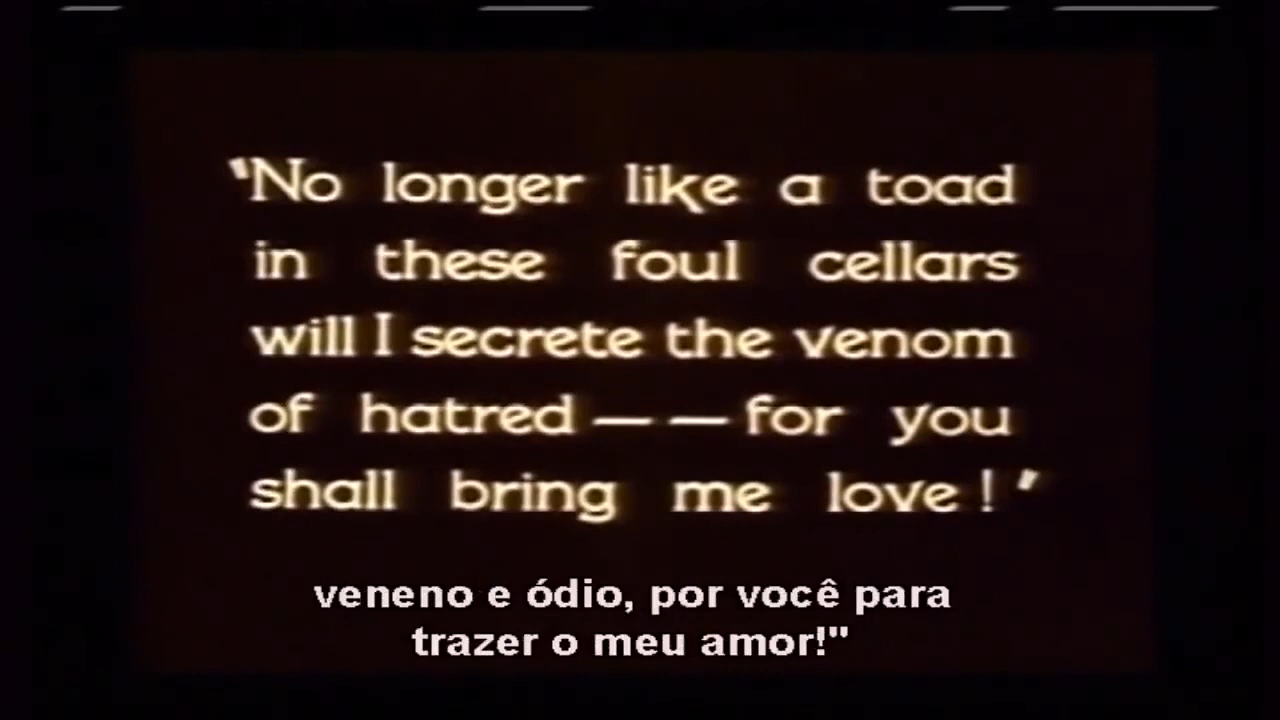 "No longer like a toad
in these foul cellars
will I secrete the venom
of hatred — — for you
shall bring me love ! "
veneno e ódio, por você para
trazer o meu amor!"